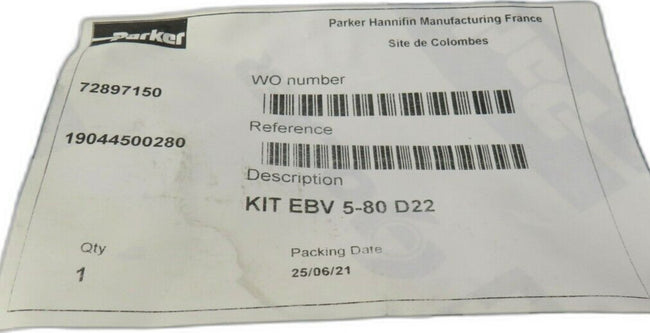 Parker
Parker Hannifin Manufacturing France
Site de Colombes
72897150
WO number
19044500280
Reference
Description
KIT EBV 5-80 D22
Qty
1
Packing Date
25/06/21